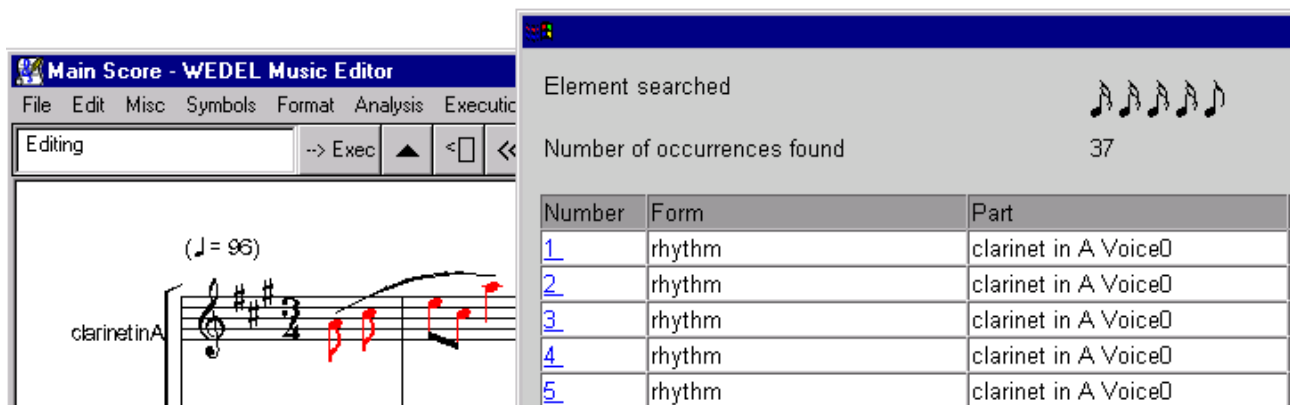 Main Score - WEDEL Music Editor
File Edit Misc Symbols Format Analysis
Editing
--> Exec
(♩= 96)
clarinet in A
Element searched
Number of occurrences found 37
Number Form Part
1 rhythm clarinet in A Voice0
2 rhythm clarinet in A Voice0
3 rhythm clarinet in A Voice0
4 rhythm clarinet in A Voice0
5 rhythm clarinet in A Voice0